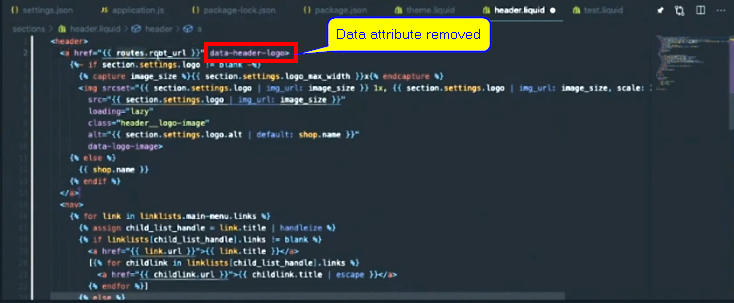 settings.json JS application.js {} package-lock.json {} package.json theme.liquid header.liquid test.liquid
sections > header.liquid > header > a
Data attribute removed
<header>
<a href="{{ routes.root_url }}" data-header-logo>
{%- if section.settings.logo != blank -%}
{% capture image_size %}{{ section.settings.logo_max_width }}x{% endcapture %}
<img srcset="{{ section.settings.logo | img_url: image_size }} 1x, {{ section.settings.logo | img_url: image_size, scale: 2
src="{{ section.settings.logo | img_url: image_size }}"
loading="lazy"
class="header__logo-image"
alt="{{ section.settings.logo.alt | default: shop.name }}"
data-logo-image>
{% else %}
{{ shop.name }}
{% endif %}
</a>
<nav>
{% for link in linklists.main-menu.links %}
{% assign child_list_handle = link.title | handleize %}
{% if linklists[child_list_handle].links != blank %}
<a href="{{ link.url }}">{{ link.title }}</a>
[{% for childlink in linklists[child_list_handle].links %}
<a href="{{ childlink.url }}">{{ childlink.title | escape }}</a>
{% endfor %}]
{% else %}